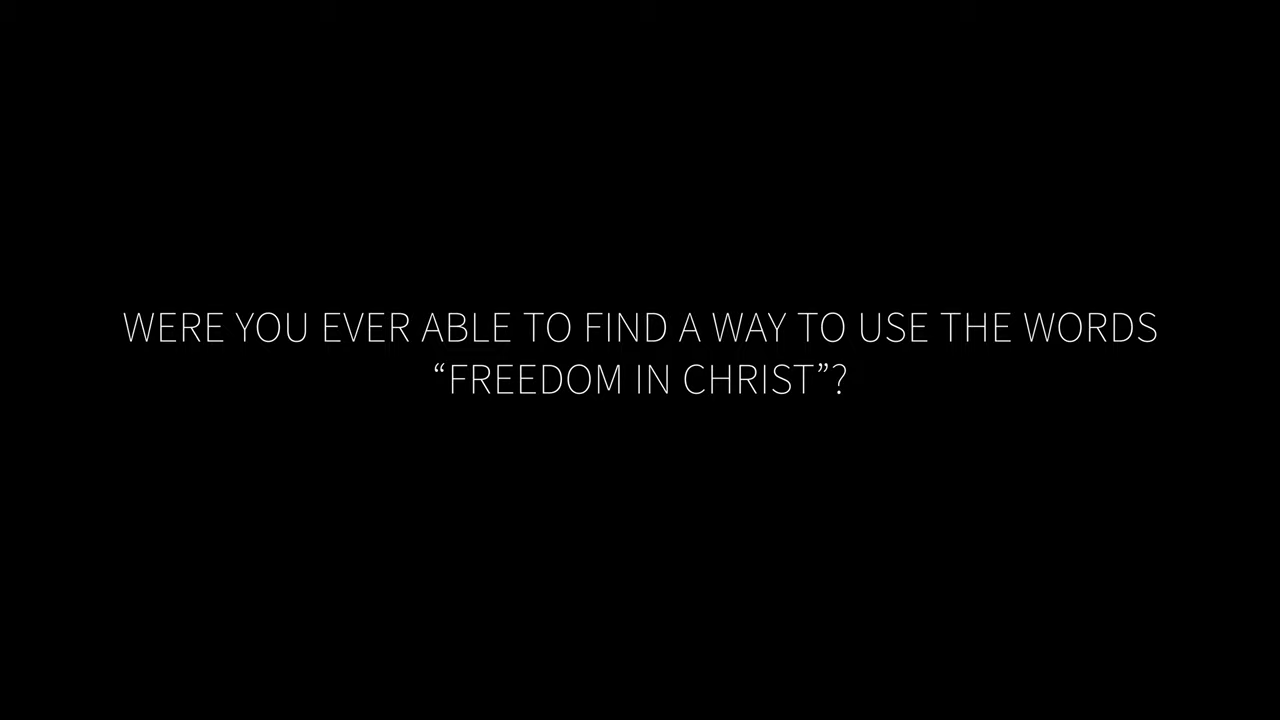 WERE YOU EVER ABLE TO FIND A WAY TO USE THE WORDS
“FREEDOM IN CHRIST”?